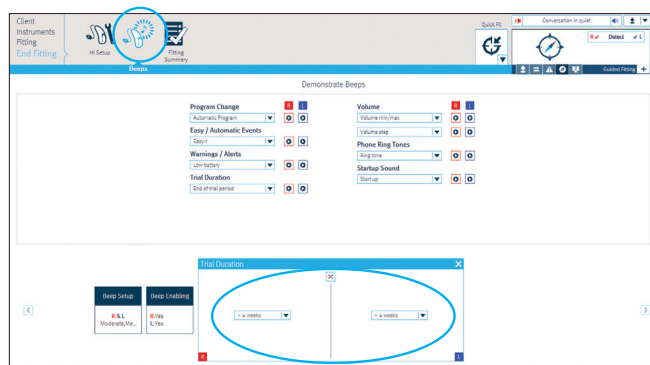 Client
Instruments
Fitting
End Fitting
HI Setup
Beeps
Fitting
Summary
Quick Fit
Conversation in quiet
R Detect L
Guided Fitting
Demonstrate Beeps
Program Change R L
Automatic Program
Easy / Automatic Events
Easy-t
Warnings / Alerts
Low battery
Trial Duration
End of trial period
Volume R L
Volume min/max
Volume step
Phone Ring Tones
Ring tone
Startup Sound
Start up
Trial Duration
Beep Setup
R & L
Moderate,Me...
Beep Enabling
R:Yes
L:Yes
~ 4 weeks
~ 4 weeks
R L